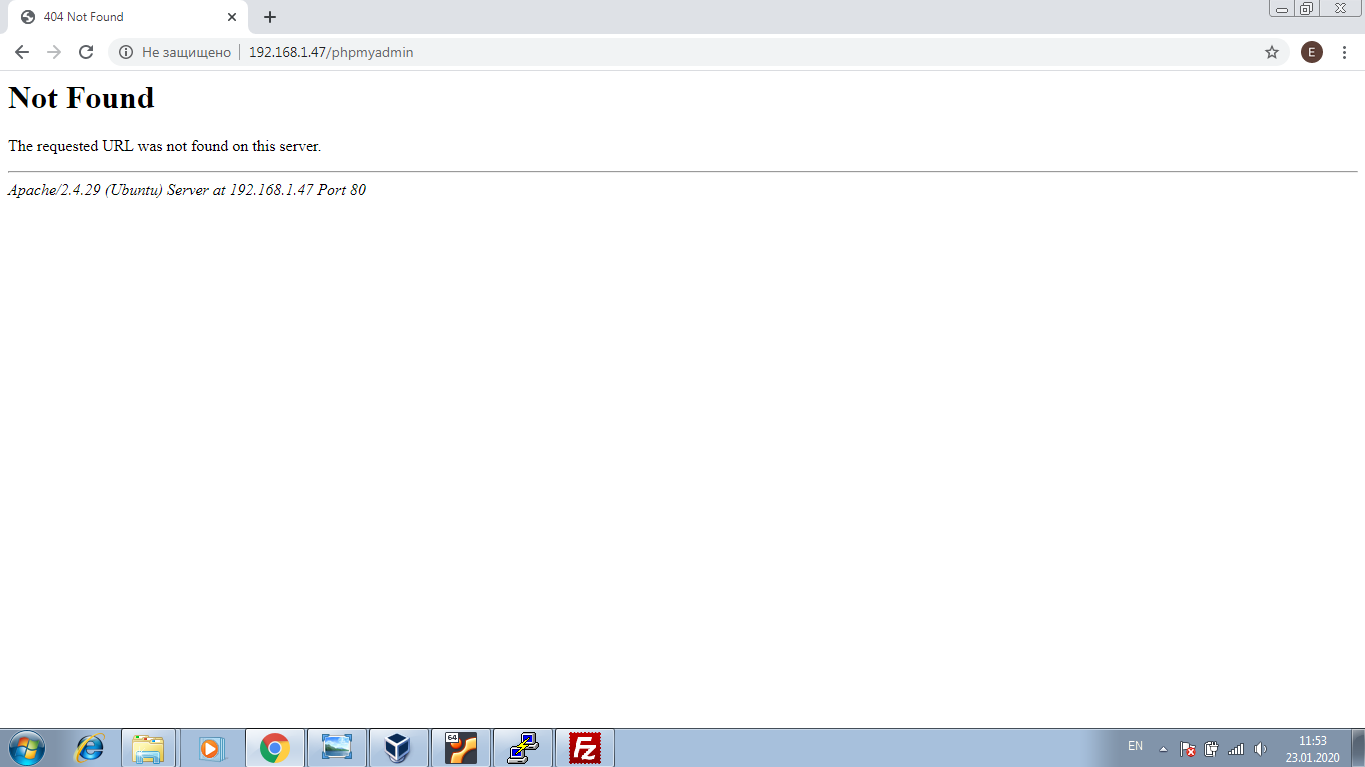 404 Not Found
Не защищено 192.168.1.47/phpmyadmin
E
Not Found
The requested URL was not found on this server.
Apache/2.4.29 (Ubuntu) Server at 192.168.1.47 Port 80
64
Fz
EN
11:53
23.01.2020